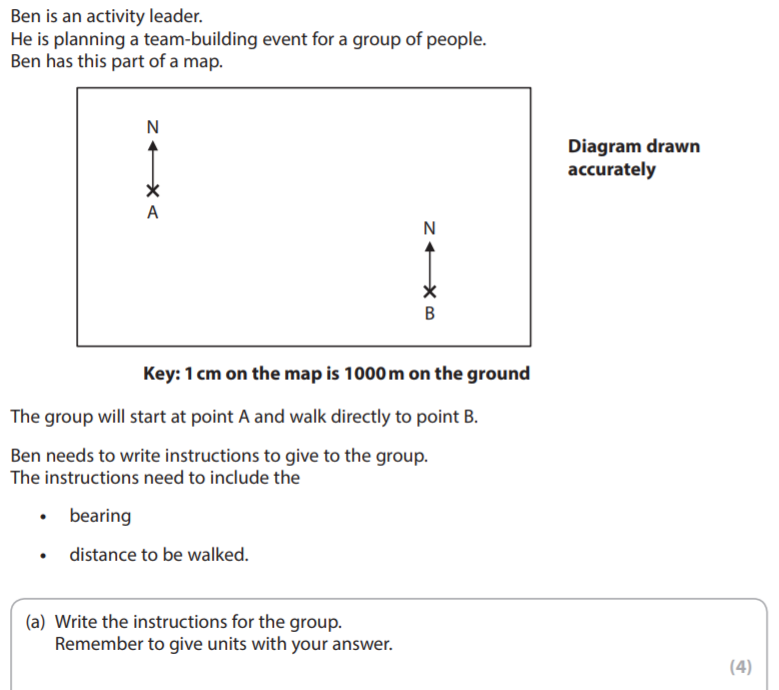 Ben is an activity leader.
He is planning a team-building event for a group of people.
Ben has this part of a map.
N
A
N
B
Diagram drawn
accurately
Key: 1 cm on the map is 1000 m on the ground
The group will start at point A and walk directly to point B.
Ben needs to write instructions to give to the group.
The instructions need to include the
• bearing
• distance to be walked.
(a) Write the instructions for the group.
Remember to give units with your answer.
(4)